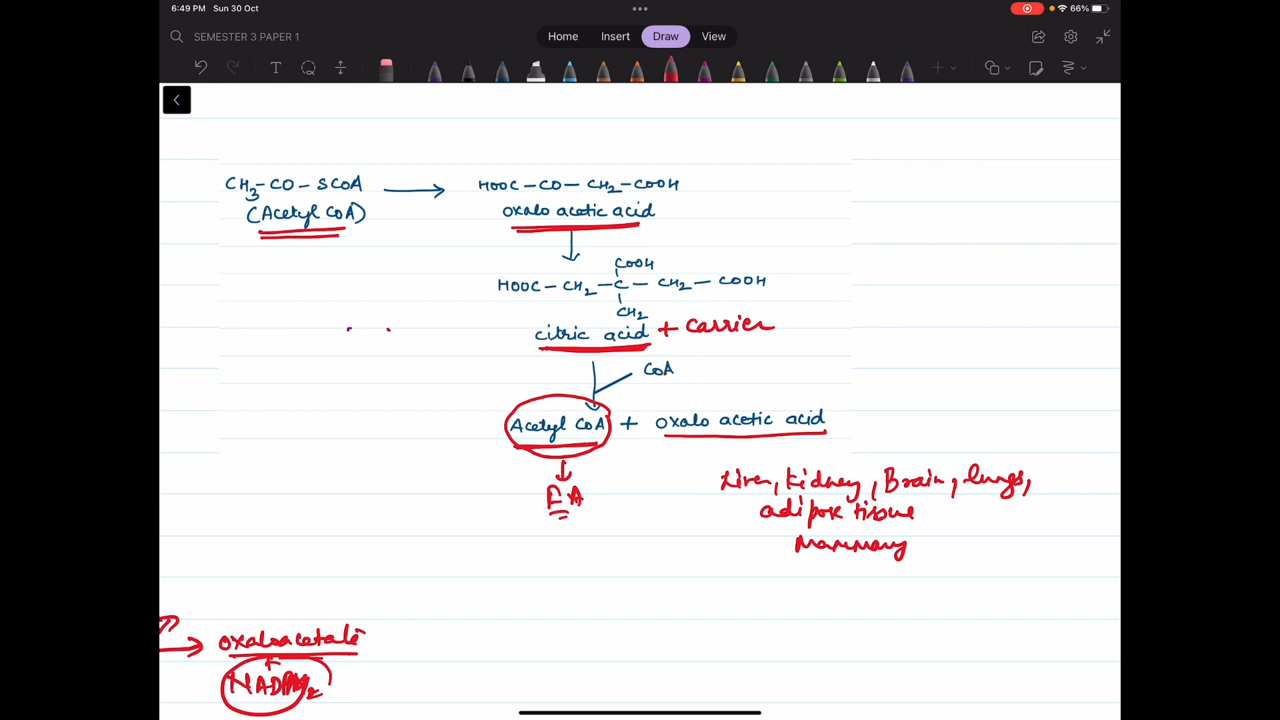 6:49 PM Sun 30 Oct
66%
SEMESTER 3 PAPER 1
Home Insert Draw View
CH3-CO-SCoA → HOOC-CO-CH2-COOH
(Acetyl CoA) oxalo acetic acid
COOH
HOOC-CH2-C-CH2-COOH
CH2
citric acid + carrier
CoA
Acetyl CoA + oxalo acetic acid
FA
Liver, kidney, Brain, lungs,
adipose tissue
Mammary
→ oxaloacetate
+